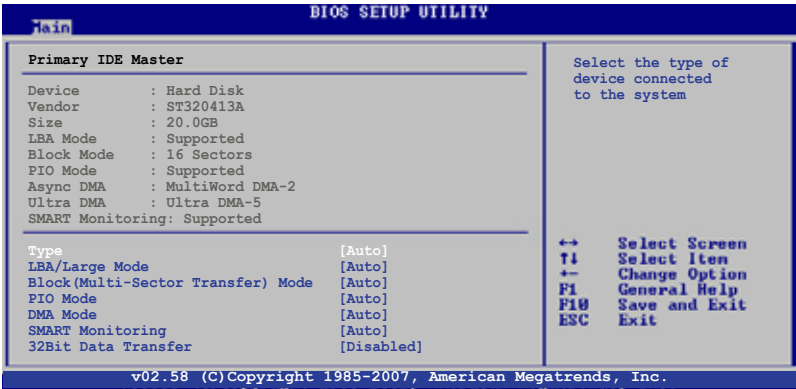 BIOS SETUP UTILITY
Main
Primary IDE Master
Device : Hard Disk
Vendor : ST320413A
Size : 20.0GB
LBA Mode : Supported
Block Mode : 16 Sectors
PIO Mode : Supported
Async DMA : MultiWord DMA-2
Ultra DMA : Ultra DMA-5
SMART Monitoring: Supported
Type [Auto]
LBA/Large Mode [Auto]
Block(Multi-Sector Transfer) Mode [Auto]
PIO Mode [Auto]
DMA Mode [Auto]
SMART Monitoring [Auto]
32Bit Data Transfer [Disabled]
Select the type of
device connected
to the system
←→ Select Screen
↑↓ Select Item
+- Change Option
F1 General Help
F10 Save and Exit
ESC Exit
v02.58 (C)Copyright 1985-2007, American Megatrends, Inc.